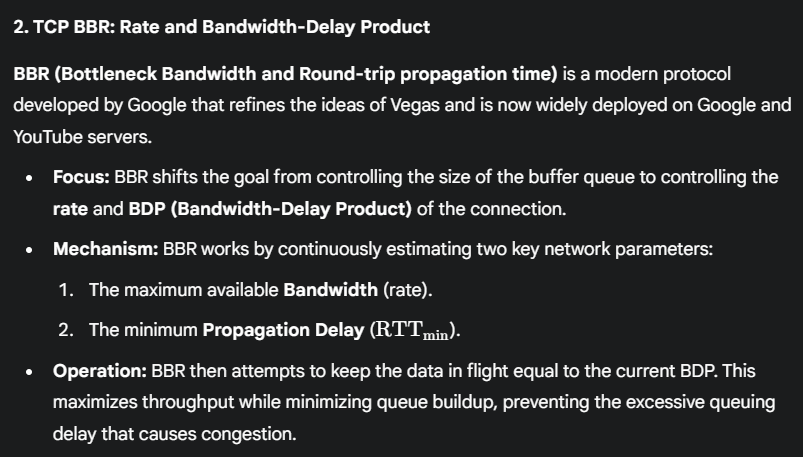 2. TCP BBR: Rate and Bandwidth-Delay Product
BBR (Bottleneck Bandwidth and Round-trip propagation time) is a modern protocol
developed by Google that refines the ideas of Vegas and is now widely deployed on Google and
YouTube servers.
• Focus: BBR shifts the goal from controlling the size of the buffer queue to controlling the
rate and BDP (Bandwidth-Delay Product) of the connection.
• Mechanism: BBR works by continuously estimating two key network parameters:
1. The maximum available Bandwidth (rate).
2. The minimum Propagation Delay (RTTmin).
• Operation: BBR then attempts to keep the data in flight equal to the current BDP. This
maximizes throughput while minimizing queue buildup, preventing the excessive queuing
delay that causes congestion.